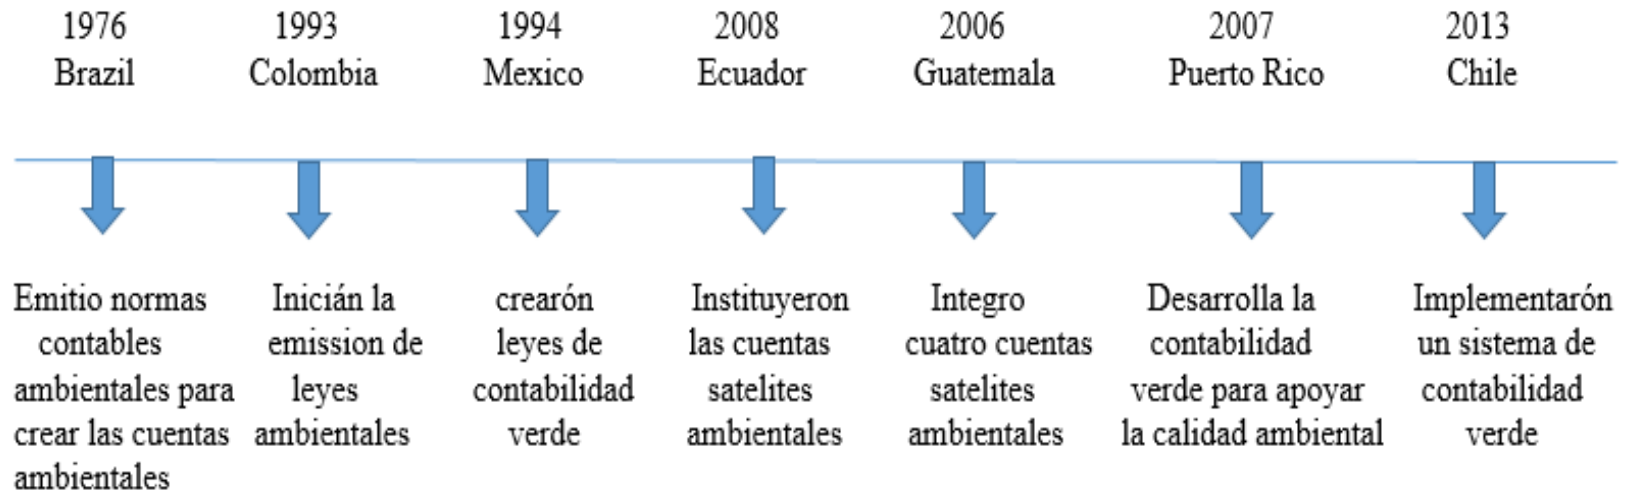 1976
Brazil
1993
Colombia
1994
Mexico
2008
Ecuador
2006
Guatemala
2007
Puerto Rico
2013
Chile
Emitio normas
contables
ambientales para
crear las cuentas
ambientales
Inicián la
emission de
leyes
ambientales
crearón
leyes de
contabilidad
verde
Instituyeron
las cuentas
satelites
ambientales
Integro
cuatro cuentas
satelites
ambientales
Desarrolla la
contabilidad
verde para apoyar
la calidad ambiental
Implementarón
un sistema de
contabilidad
verde